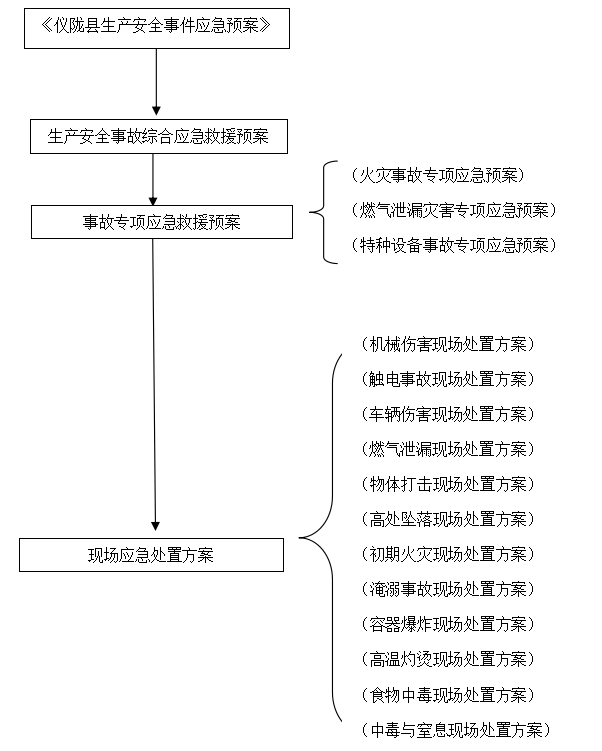 《仪陇县生产安全事件应急预案》
生产安全事故综合应急救援预案
事故专项应急救援预案
（火灾事故专项应急预案）
（燃气泄漏灾害专项应急预案）
（特种设备事故专项应急预案）
现场应急处置方案
（机械伤害现场处置方案）
（触电事故现场处置方案）
（车辆伤害现场处置方案）
（燃气泄漏现场处置方案）
（物体打击现场处置方案）
（高处坠落现场处置方案）
（初期火灾现场处置方案）
（淹溺事故现场处置方案）
（容器爆炸现场处置方案）
（高温灼烫现场处置方案）
（食物中毒现场处置方案）
（中毒与窒息现场处置方案）